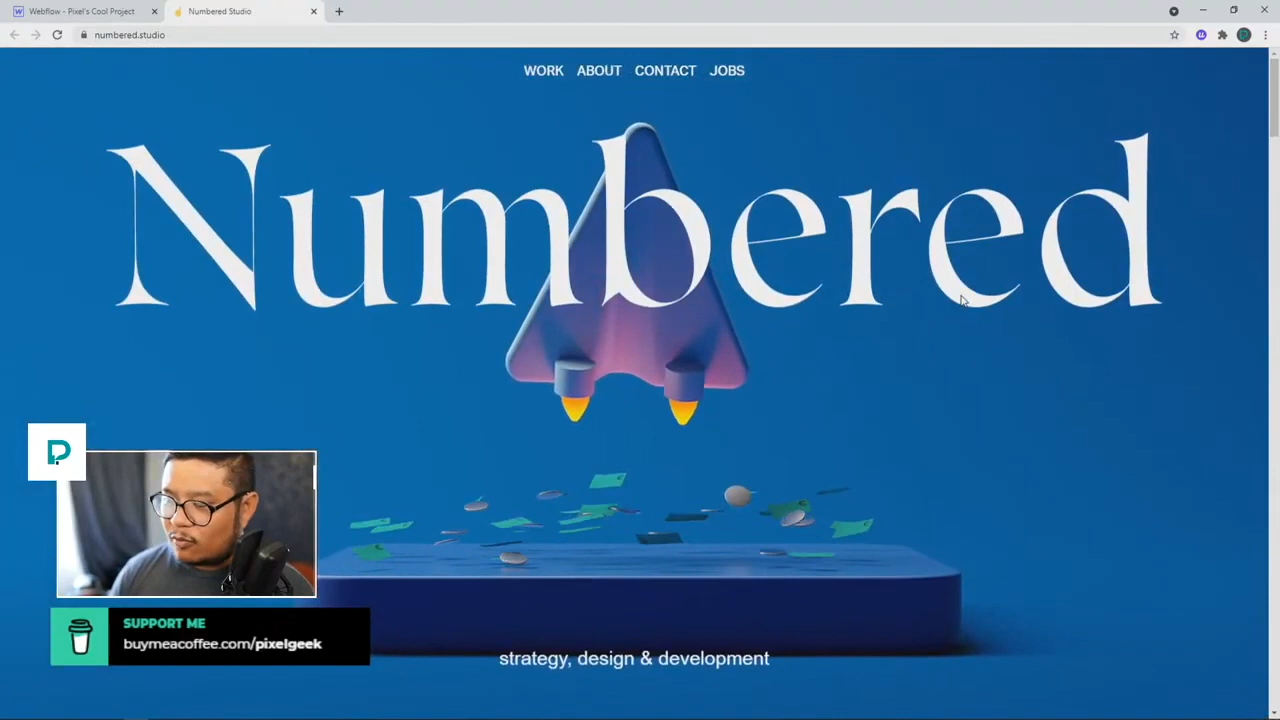 Webflow - Pixel's Cool Project
Numbered Studio
numbered.studio
WORK ABOUT CONTACT JOBS
Numbered
SUPPORT ME
buymeacoffee.com/pixelgeek
strategy, design & development